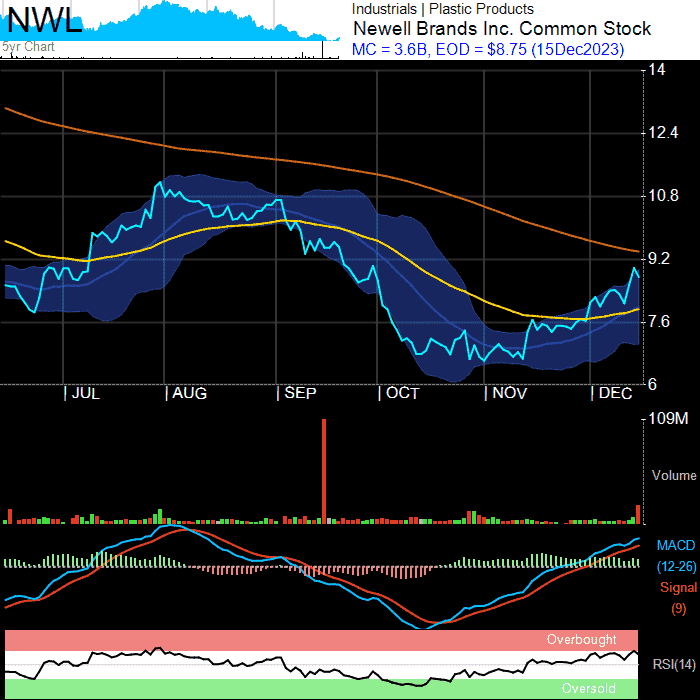 NWL
5yr Chart
Industrials | Plastic Products
Newell Brands Inc. Common Stock
MC = 3.6B, EOD = $8.75 (15Dec2023)
14
12.4
10.8
9.2
7.6
6
| JUL | AUG | SEP | OCT | NOV | DEC
109M
Volume
MACD
(12-26)
Signal
(9)
Overbought
RSI(14)
Oversold